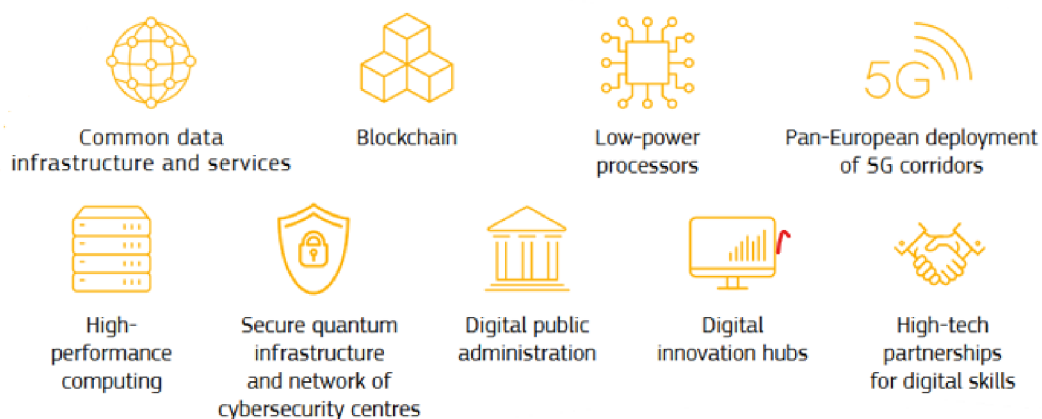 5G
Common data
infrastructure and services
Blockchain
Low-power
processors
Pan-European deployment
of 5G corridors
High-
performance
computing
Secure quantum
infrastructure
and network of
cybersecurity centres
Digital public
administration
Digital
innovation hubs
High-tech
partnerships
for digital skills